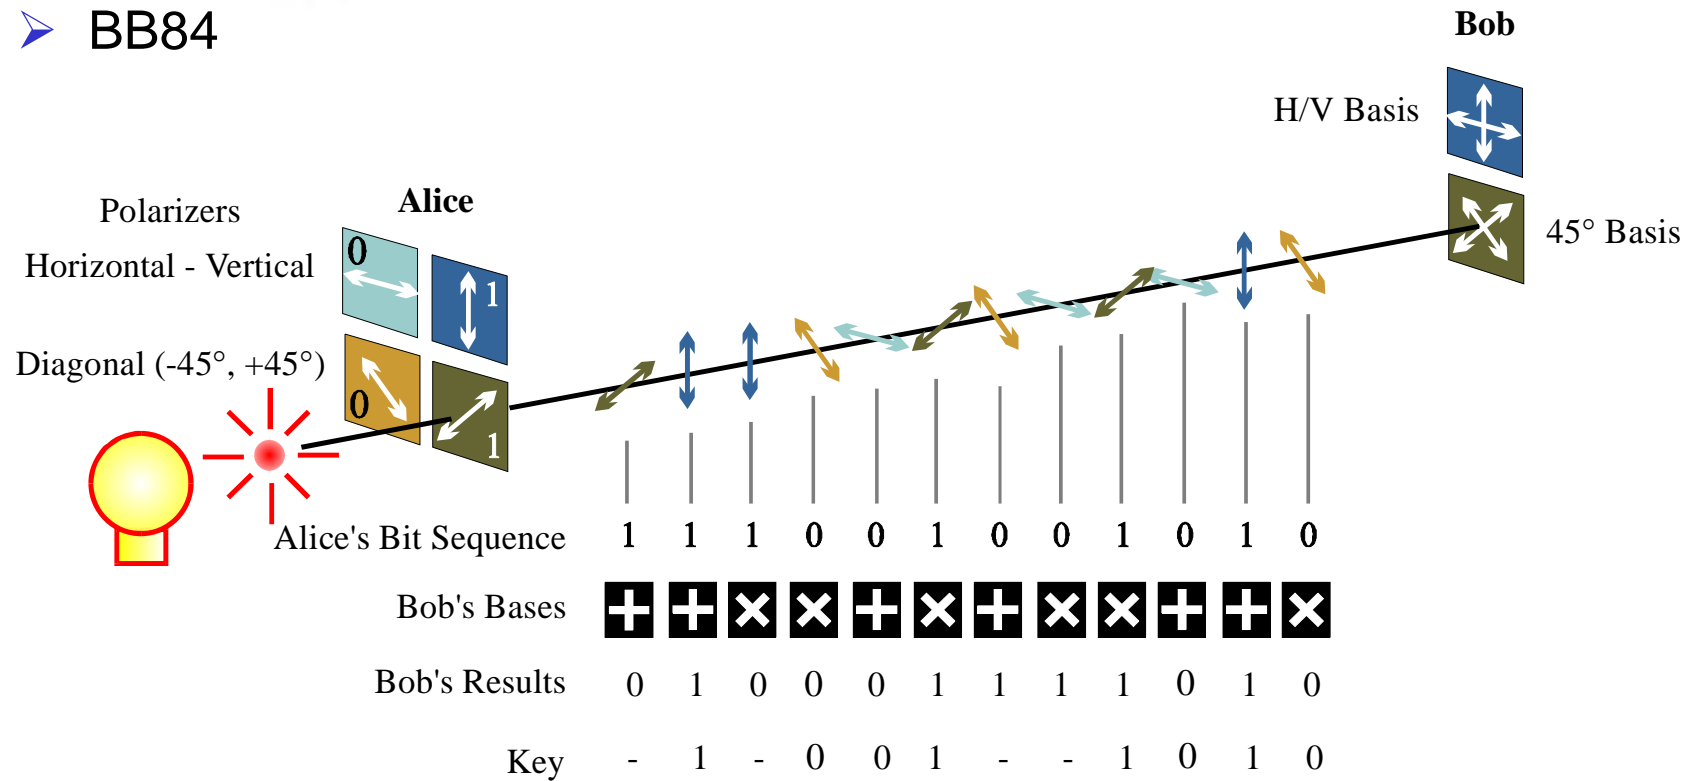 BB84
Bob
H/V Basis
45° Basis
Polarizers
Alice
Horizontal - Vertical
0
1
Diagonal (-45°, +45°)
0
1
Alice's Bit Sequence 1 1 1 0 0 1 0 0 1 0 1 0
Bob's Bases + + × × + × + × × + + ×
Bob's Results 0 1 0 0 0 1 1 1 1 0 1 0
Key - 1 - 0 0 1 - - 1 0 1 0